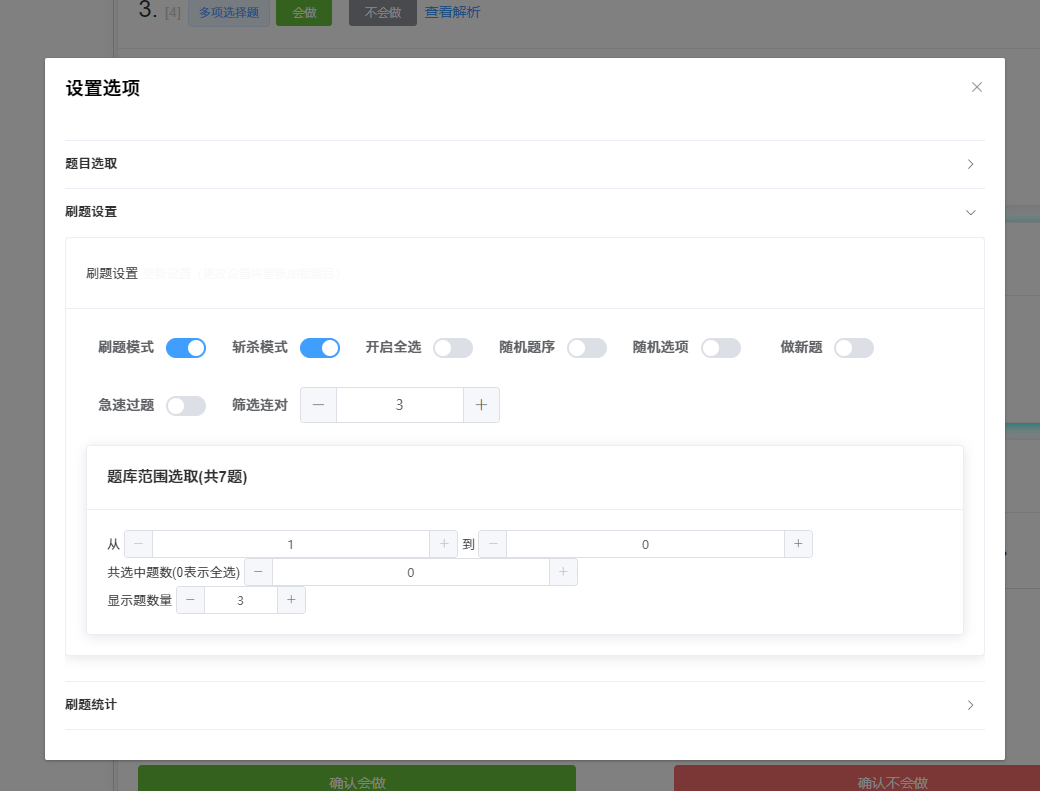 3. [4] 多项选择题 会做 不会做 查看解析
设置选项
题目选取
刷题设置
刷题设置
刷题模式 斩杀模式 开启全选 随机题序 随机选项 做新题
急速过题 筛选连对 − 3 +
题库范围选取(共7题)
从 − 1 + 到 − 0 +
共选中题数(0表示全选) − 0 +
显示题数量 − 3 +
刷题统计
确认会做 确认不会做